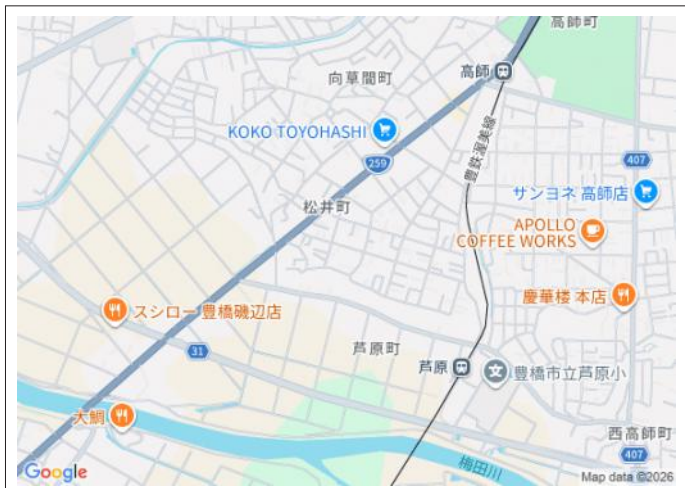 高師町
向草間町
高師
KOKO TOYOHASHI
豊鉄渥美線
259
407
サンヨネ 高師店
松井町
APOLLO
COFFEE WORKS
慶華楼 本店
スシロー 豊橋磯辺店
31
芦原町
芦原
文
豊橋市立芦原小
大鯛
西高師町
407
梅田川
Google
Map data ©2026